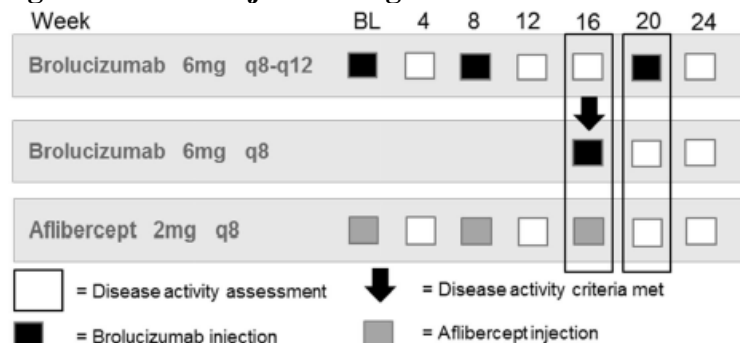 Week BL 4 8 12 16 20 24
Brolucizumab 6mg q8-q12
Brolucizumab 6mg q8
Aflibercept 2mg q8
= Disease activity assessment = Disease activity criteria met
= Brolucizumab injection = Aflibercept injection